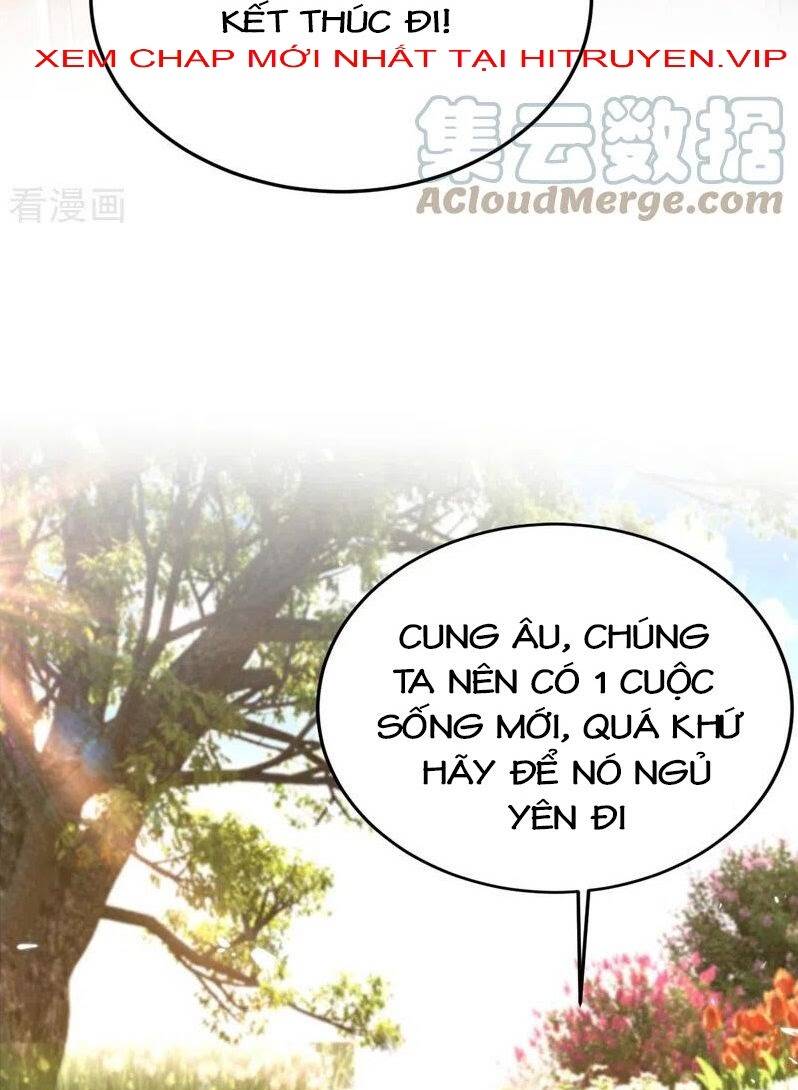 KẾT THÚC ĐI!
XEM CHAP MỚI NHẤT TẠI HITRUYEN.VIP
集云数据
ACloudMerge.com
看漫画
CUNG ÂU, CHÚNG
TA NÊN CÓ 1 CUỘC
SỐNG MỚI, QUÁ KHỨ
HÃY ĐỂ NÓ NGỦ
YÊN ĐI